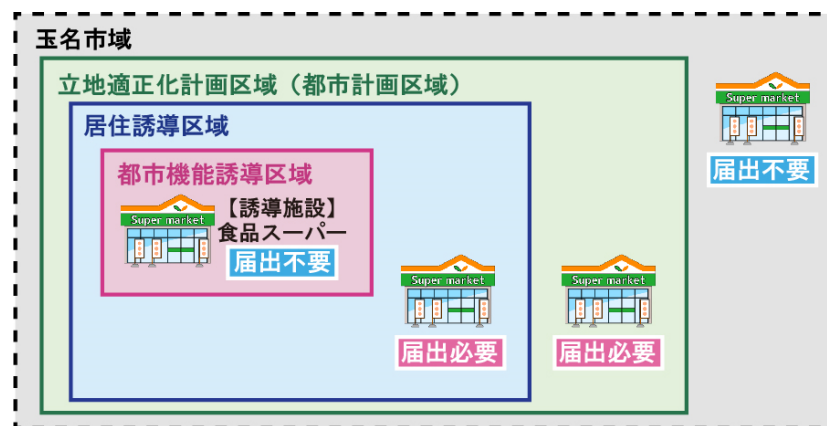 玉名市域
立地適正化計画区域（都市計画区域）
居住誘導区域
都市機能誘導区域
Super market
【誘導施設】
食品スーパー
届出不要
Super market
届出必要
Super market
届出必要
Super market
届出不要